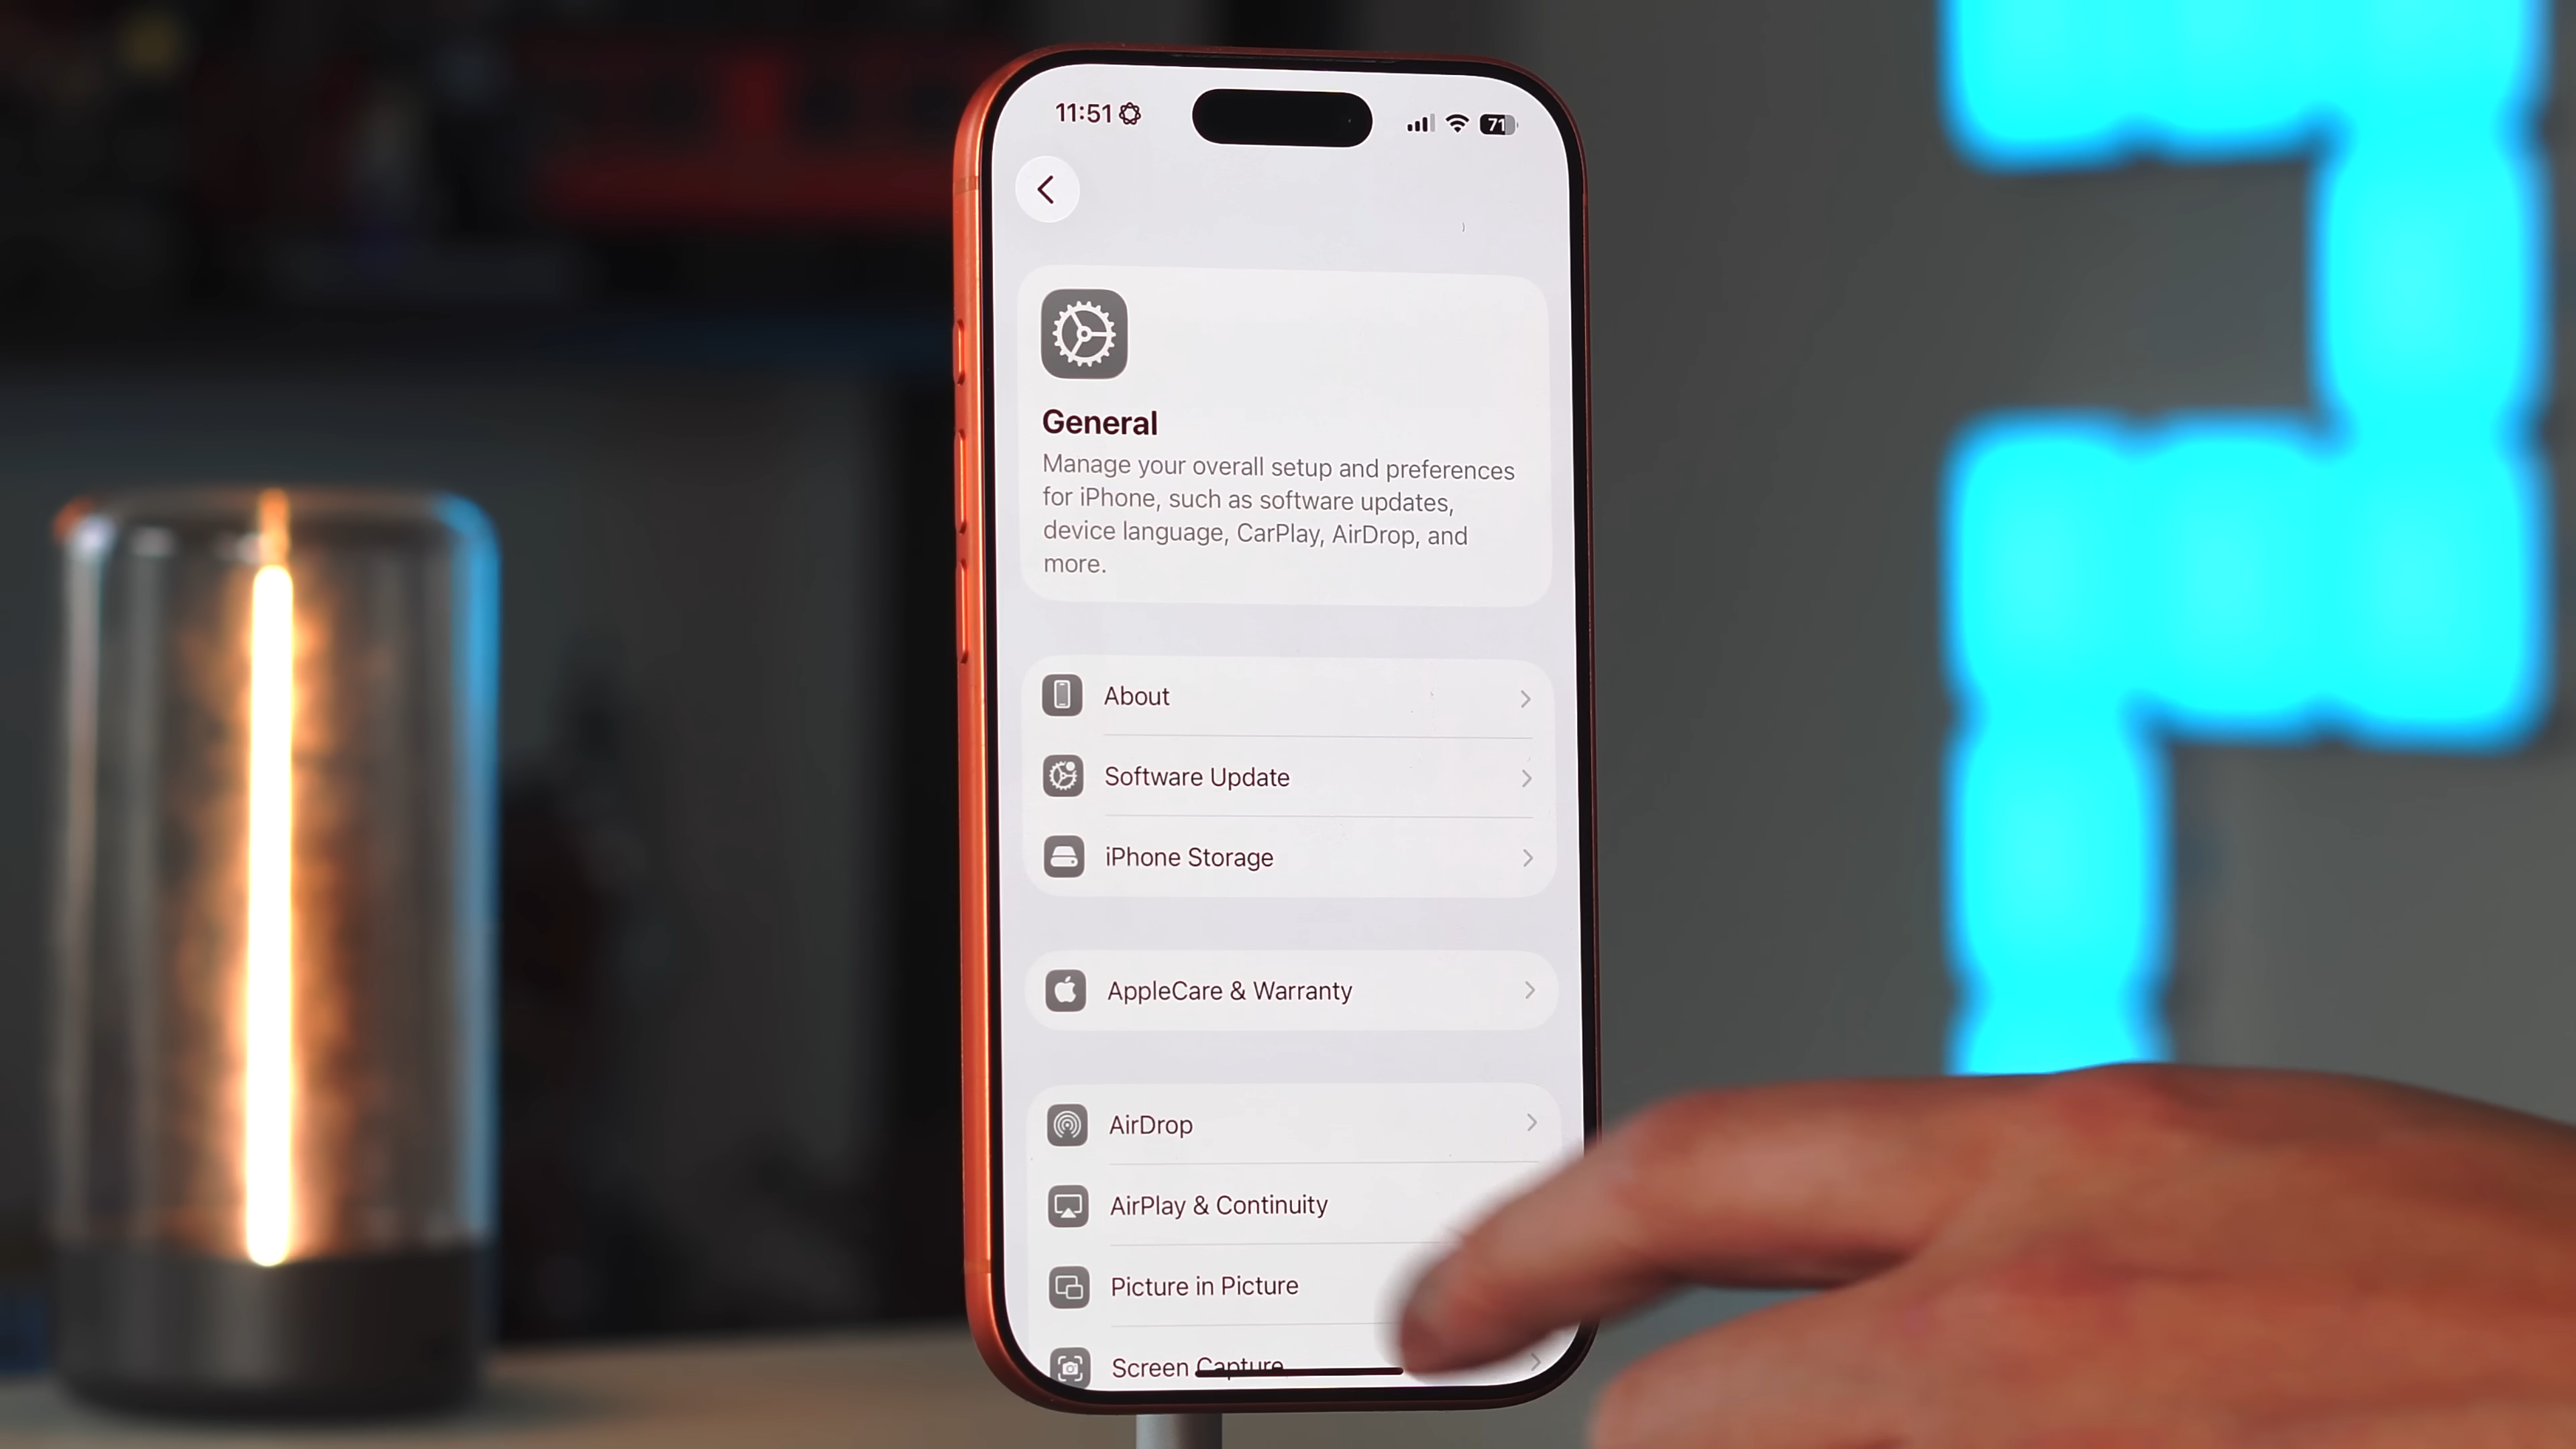 11:51
71
General
Manage your overall setup and preferences
for iPhone, such as software updates,
device language, CarPlay, AirDrop, and
more.
About
Software Update
iPhone Storage
AppleCare & Warranty
AirDrop
AirPlay & Continuity
Picture in Picture
Screen Capture